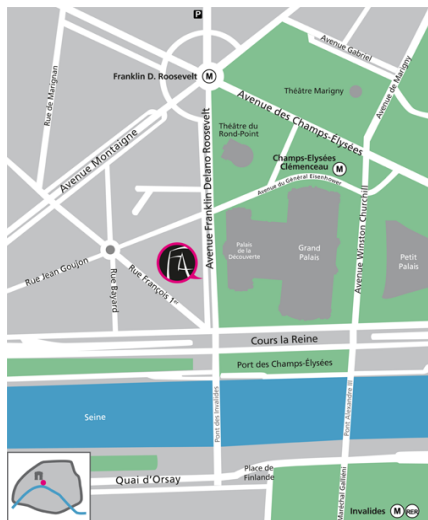 P
Avenue Gabriel
Franklin D. Roosevelt
M
Avenue de Marigny
Rue de Marignan
Théâtre Marigny
Avenue des Champs-Élysées
Avenue Montaigne
Avenue Franklin Delano Roosevelt
Théâtre du
Rond-Point
Champs-Elysées
Clémenceau
M
Avenue du Général Eisenhower
Avenue Winston Churchill
Palais
de la
Découverte
Grand
Palais
Petit
Palais
Rue Jean Goujon
Rue Bayard
Rue François 1er
Cours la Reine
Port des Champs-Élysées
Seine
Pont des Invalides
Pont Alexandre III
Quai d'Orsay
Place de
Finlande
Maréchal Galliéni
Invalides
M
RER